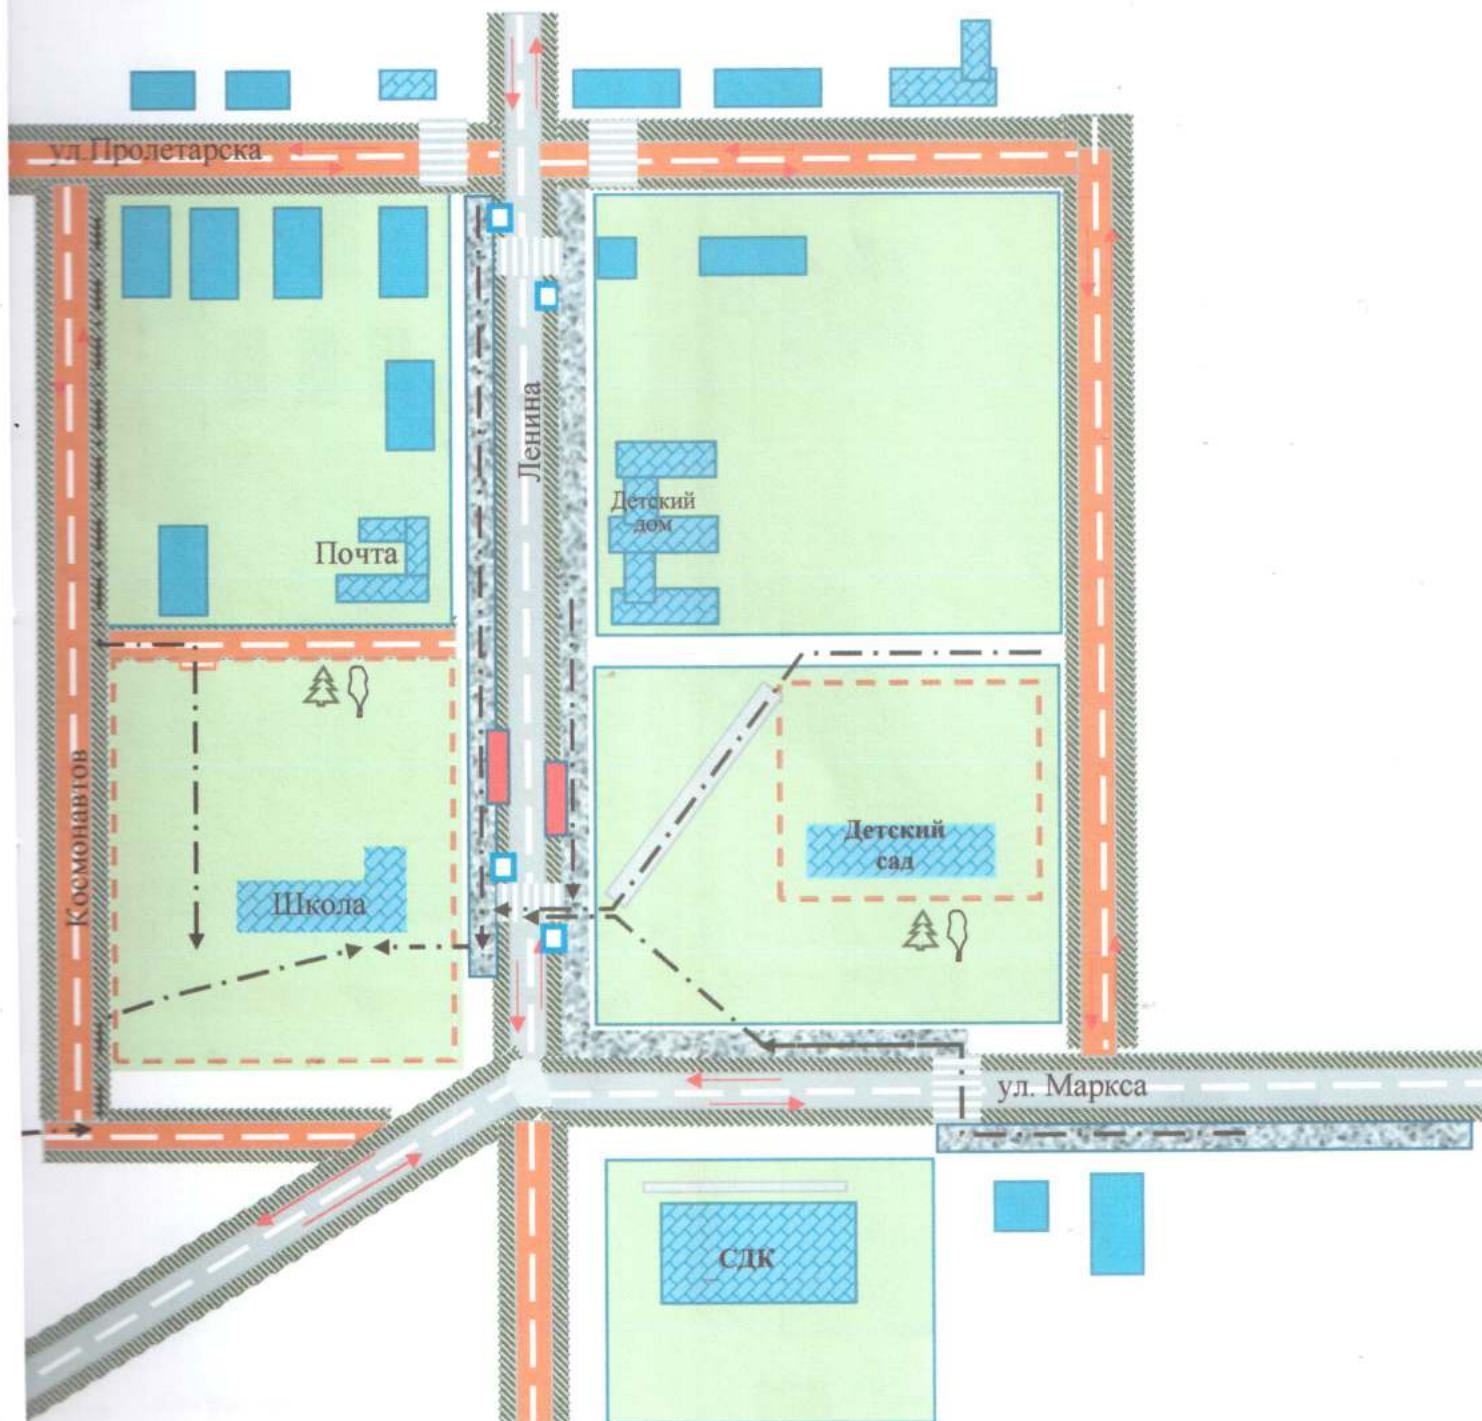 ул.Пролетарска
Ленина
Детский
дом
Почта
Космонавтов
Детский
сад
Школа
ул. Маркса
СДК